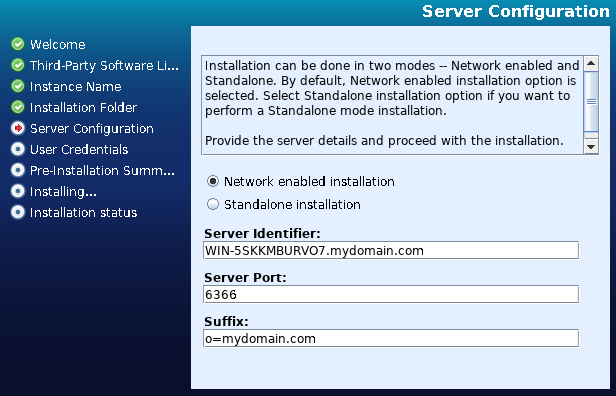 Server Configuration
Welcome
Third-Party Software Li...
Instance Name
Installation Folder
Server Configuration
User Credentials
Pre-Installation Summ...
Installing...
Installation status
Installation can be done in two modes -- Network enabled and
Standalone. By default, Network enabled installation option is
selected. Select Standalone installation option if you want to
perform a Standalone mode installation.
Provide the server details and proceed with the installation.
Network enabled installation
Standalone installation
Server Identifier:
WIN-5SKKMBURVO7.mydomain.com
Server Port:
6366
Suffix:
o=mydomain.com